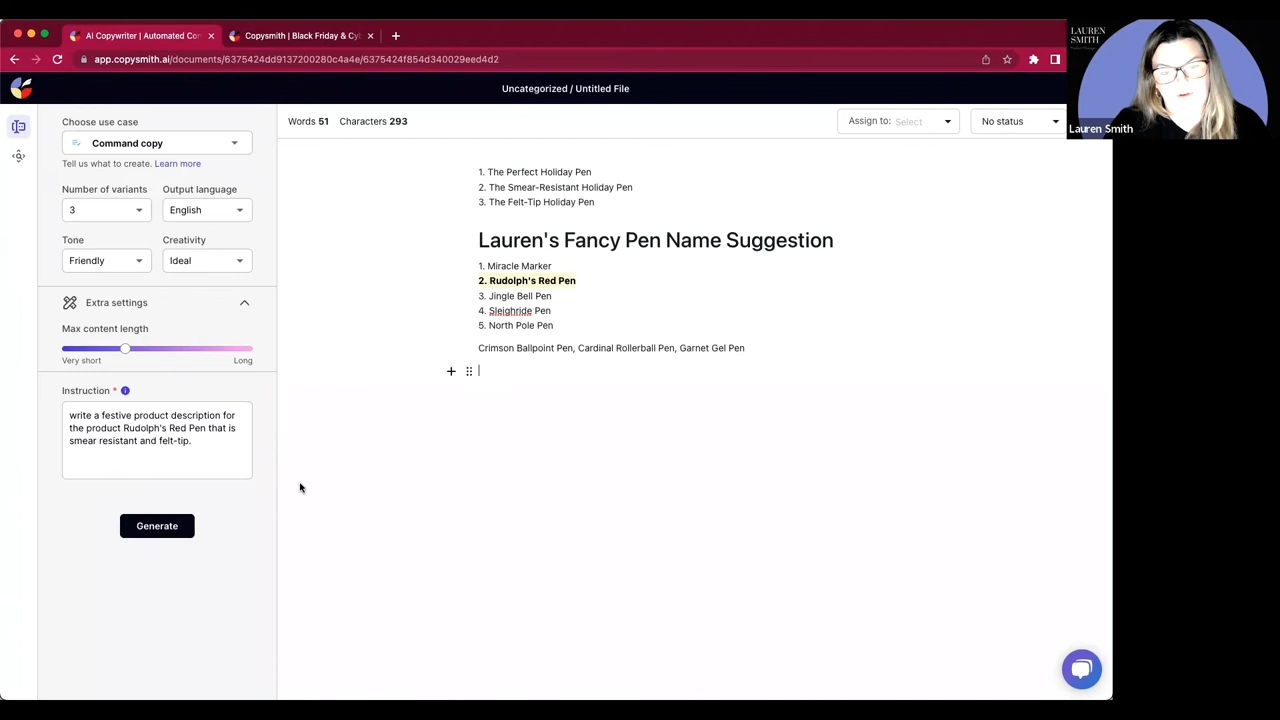 AI Copywriter | Automated Co
Copysmith | Black Friday & Cyb
app.copysmith.ai/documents/6375424dd9137200280c4a4e/6375424f854d340029eed4d2
LAUREN
SMITH
Lauren Smith
Uncategorized / Untitled File
Choose use case
Command copy
Tell us what to create. Learn more
Number of variants
Output language
3
English
Tone
Creativity
Friendly
Ideal
Extra settings
Max content length
Very short
Long
Instruction *
write a festive product description for
the product Rudolph's Red Pen that is
smear resistant and felt-tip.
Generate
Words 51 Characters 293
Assign to: Select
No status
1. The Perfect Holiday Pen
2. The Smear-Resistant Holiday Pen
3. The Felt-Tip Holiday Pen
Lauren's Fancy Pen Name Suggestion
1. Miracle Marker
2. Rudolph's Red Pen
3. Jingle Bell Pen
4. Sleighride Pen
5. North Pole Pen
Crimson Ballpoint Pen, Cardinal Rollerball Pen, Garnet Gel Pen